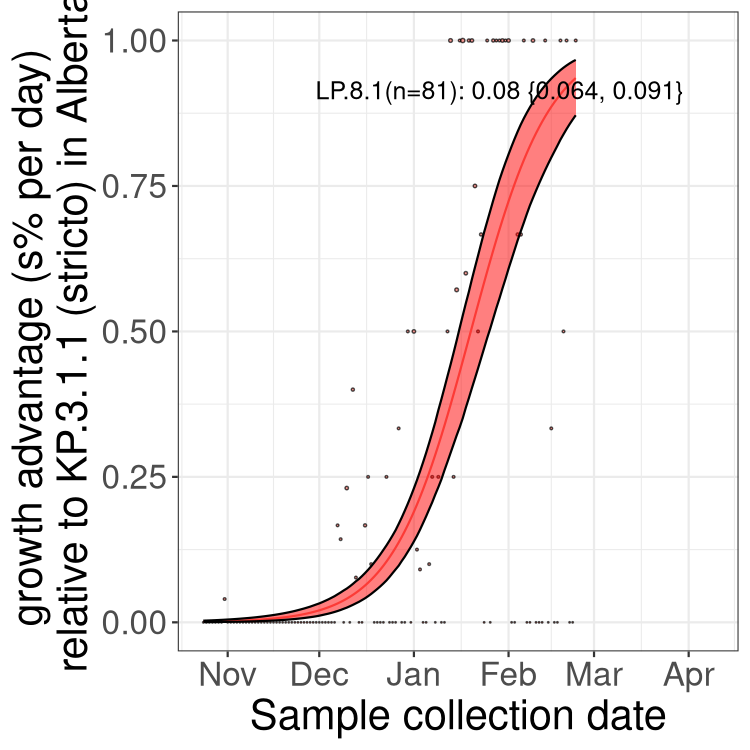 growth advantage (s% per day)
relative to KP.3.1.1 (stricto) in Alberta
1.00
0.75
0.50
0.25
0.00
LP.8.1(n=81): 0.08 {0.064, 0.091}
Nov Dec Jan Feb Mar Apr
Sample collection date